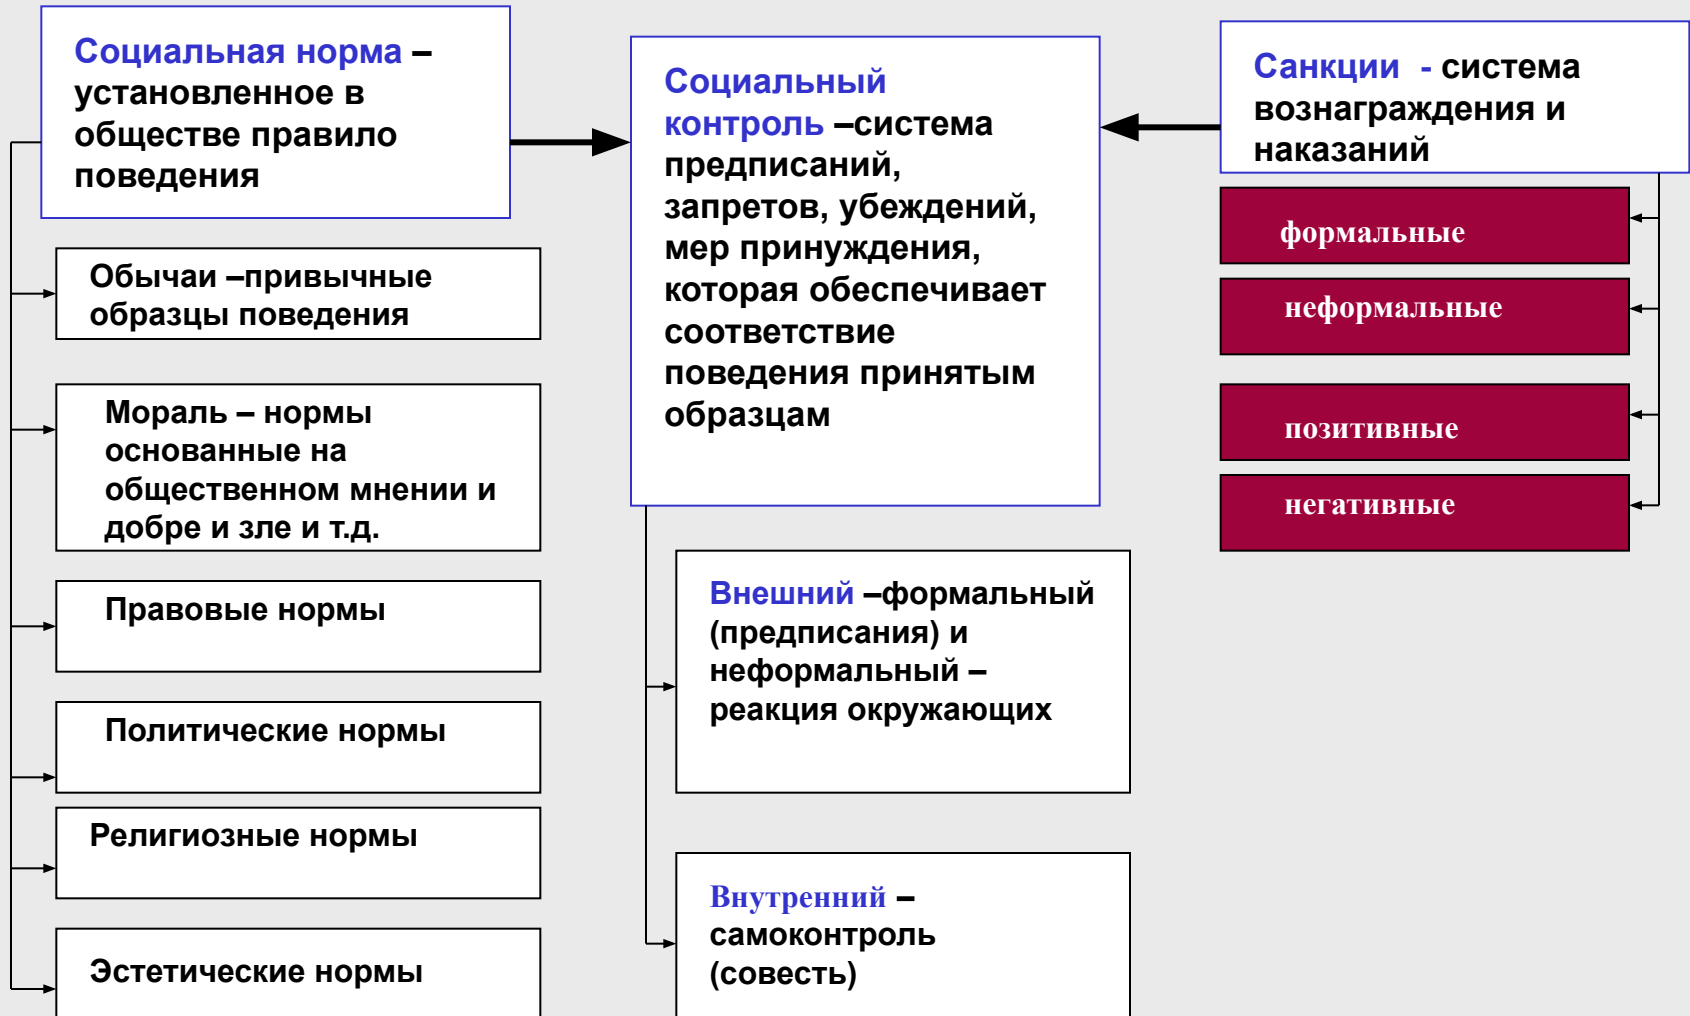 Социальная норма –
установленное в
обществе правило
поведения
Обычаи –привычные
образцы поведения
Мораль – нормы
основанные на
общественном мнении и
добре и зле и т.д.
Правовые нормы
Политические нормы
Религиозные нормы
Эстетические нормы
Социальный
контроль –система
предписаний,
запретов, убеждений,
мер принуждения,
которая обеспечивает
соответствие
поведения принятым
образцам
Внешний –формальный
(предписания) и
неформальный –
реакция окружающих
Внутренний –
самоконтроль
(совесть)
Санкции - система
вознаграждения и
наказаний
формальные
неформальные
позитивные
негативные